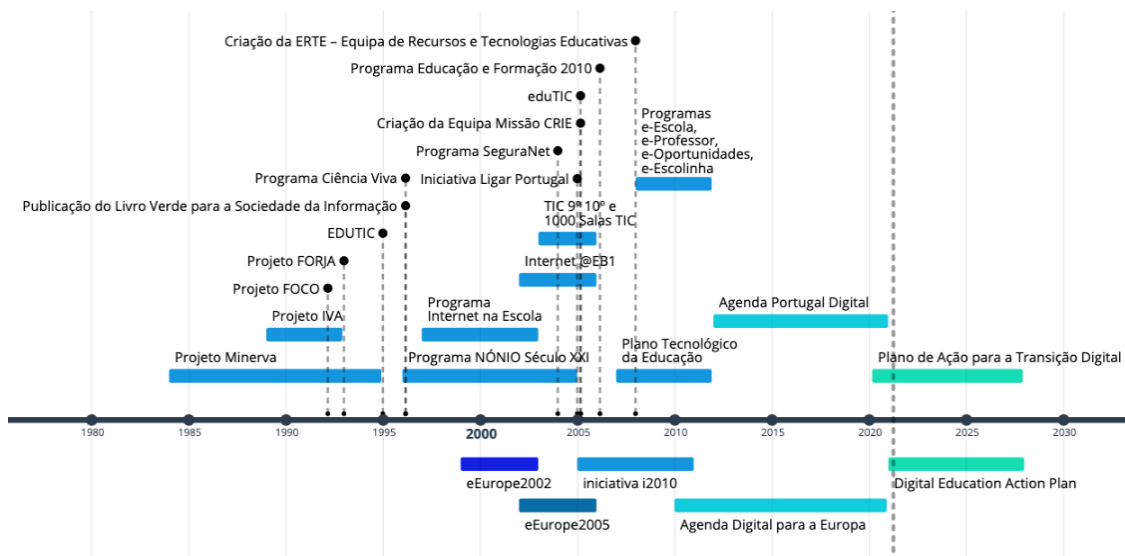 Criação da ERTE – Equipa de Recursos e Tecnologias Educativas
Programa Educação e Formação 2010
eduTIC
Programas
e-Escola,
e-Professor,
e-Oportunidades,
e-Escolinha
Criação da Equipa Missão CRIE
Programa SeguraNet
Programa Ciência Viva
Iniciativa Ligar Portugal
Publicação do Livro Verde para a Sociedade da Informação
TIC 9º 10º e
1000 Salas TIC
EDUTIC
Projeto FORJA
Internet @EB1
Projeto FOCO
Projeto IVA
Programa
Internet na Escola
Agenda Portugal Digital
Projeto Minerva
Programa NÓNIO Século XXI
Plano Tecnológico
da Educação
Plano de Ação para a Transição Digital
1980 1985 1990 1995 2000 2005 2010 2015 2020 2025 2030
eEurope2002
iniciativa i2010
Digital Education Action Plan
eEurope2005
Agenda Digital para a Europa